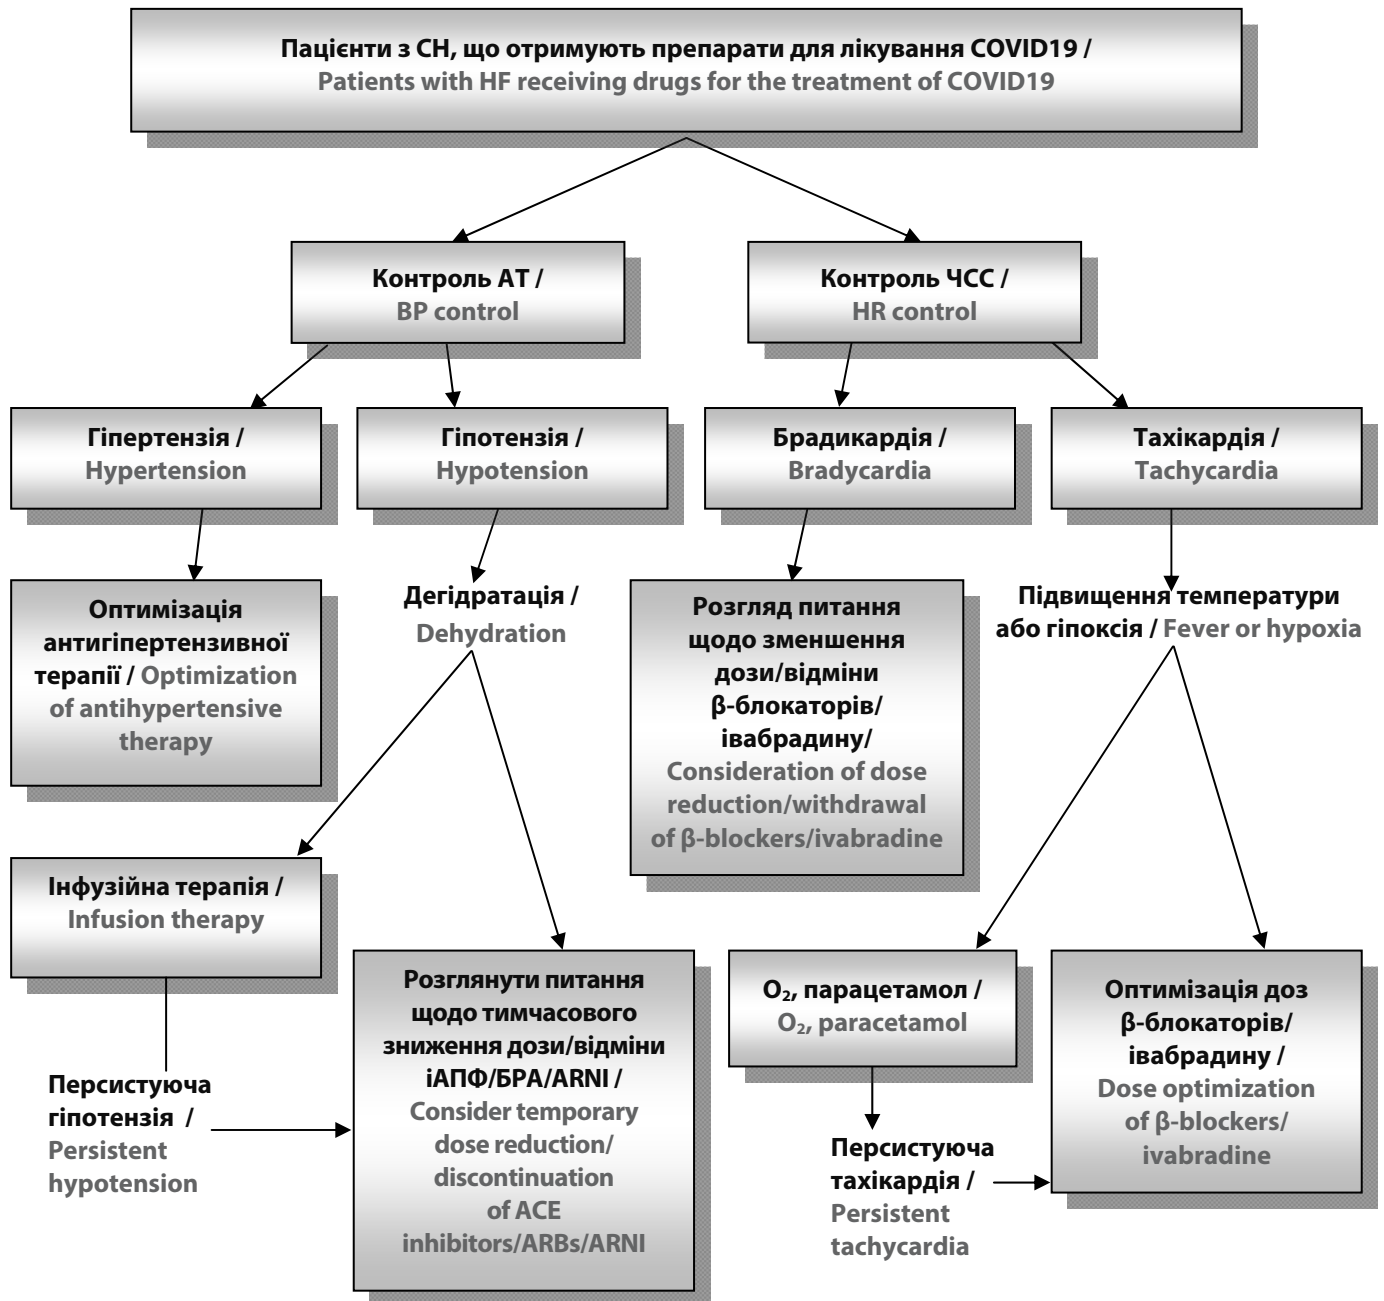 Пацієнти з СН, що отримують препарати для лікування COVID19 /
Patients with HF receiving drugs for the treatment of COVID19
Контроль АТ /
BP control
Контроль ЧСС /
HR control
Гіпертензія /
Hypertension
Гіпотензія /
Hypotension
Брадикардія /
Bradycardia
Тахікардія /
Tachycardia
Оптимізація
антигіпертензивної
терапії / Optimization
of antihypertensive
therapy
Дегідратація /
Dehydration
Розгляд питання
щодо зменшення
дози/відміни
β-блокаторів/
івабрадину/
Consideration of dose
reduction/withdrawal
of β-blockers/ivabradine
Підвищення температури
або гіпоксія / Fever or hypoxia
Інфузійна терапія /
Infusion therapy
Персистуюча
гіпотензія /
Persistent
hypotension
Розглянути питання
щодо тимчасового
зниження дози/відміни
іАПФ/БРА/ARNI /
Consider temporary
dose reduction/
discontinuation
of ACE
inhibitors/ARBs/ARNI
O₂, парацетамол /
O₂, paracetamol
Персистуюча
тахікардія /
Persistent
tachycardia
Оптимізація доз
β-блокаторів/
івабрадину /
Dose optimization
of β-blockers/
ivabradine